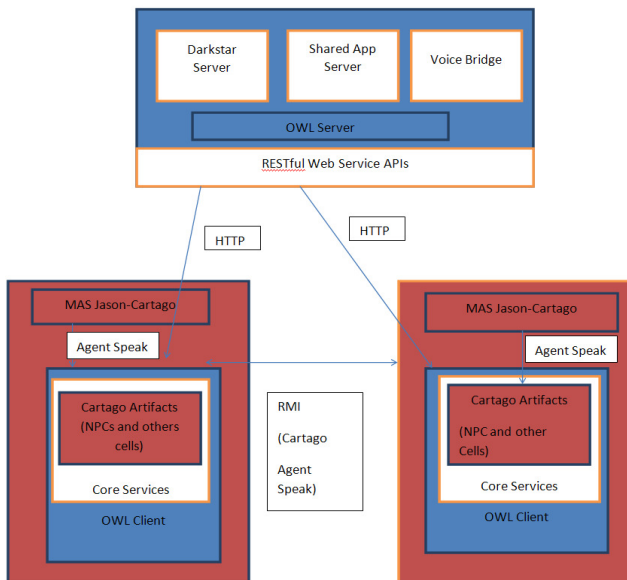 Darkstar
Server
Shared App
Server
Voice Bridge
OWL Server
RESTful Web Service APIs
HTTP
HTTP
MAS Jason-Cartago
Agent Speak
Cartago Artifacts
(NPCs and others
cells)
Core Services
OWL Client
RMI
(Cartago
Agent
Speak)
MAS Jason-Cartago
Agent Speak
Cartago Artifacts
(NPC and other
Cells)
Core Services
OWL Client